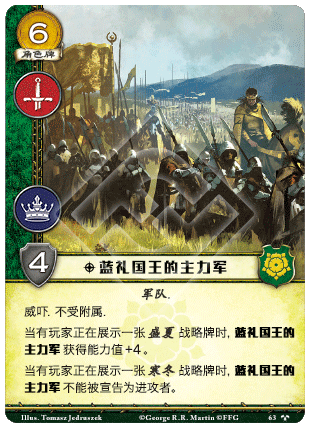 6
角色牌
4
蓝礼国王的主力军
军队.
威吓. 不受附属.
当有玩家正在展示一张 盛夏 战略牌时, 蓝礼国王的
主力军 获得能力值+4。
当有玩家正在展示一张 寒冬 战略牌时, 蓝礼国王的
主力军 不能被宣告为进攻者。
Illus. Tomasz Jedruszek ©George R.R. Martin ©FFG 63